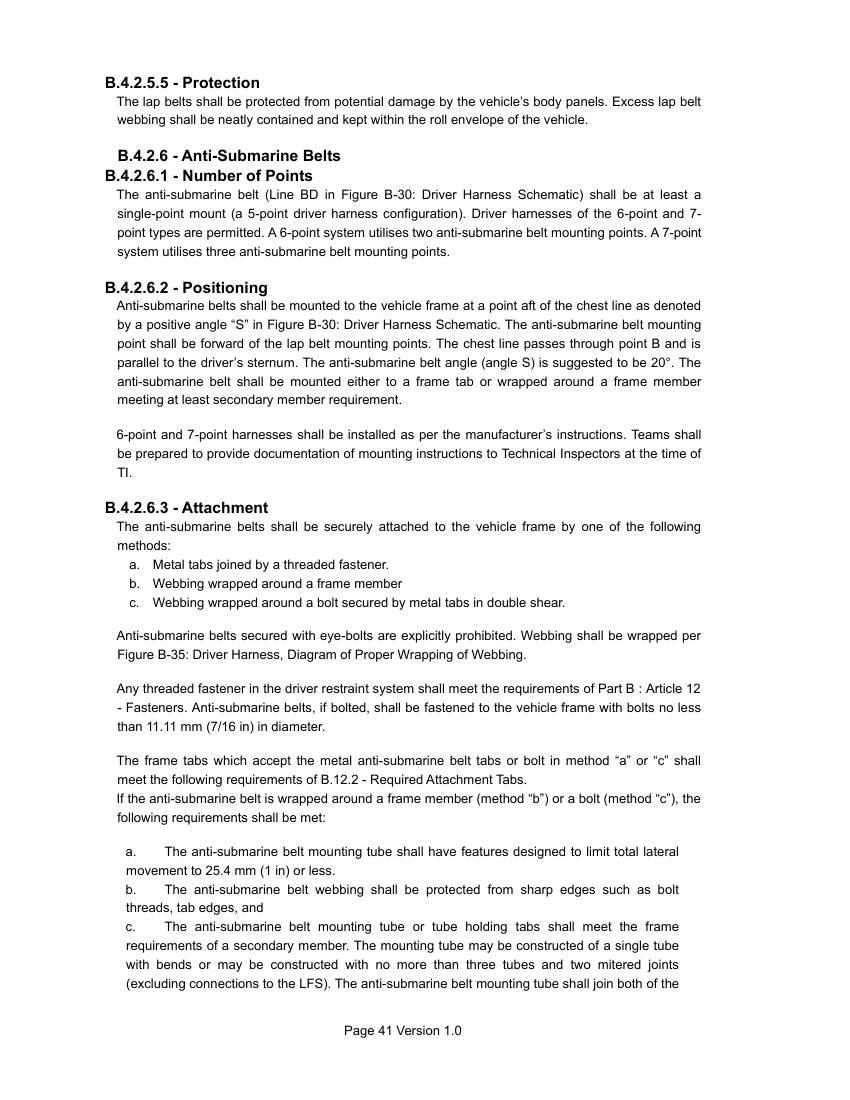 B.4.2.5.5 - Protection
The lap belts shall be protected from potential damage by the vehicle’s body panels. Excess lap belt
webbing shall be neatly contained and kept within the roll envelope of the vehicle.
B.4.2.6 - Anti-Submarine Belts
B.4.2.6.1 - Number of Points
The anti-submarine belt (Line BD in Figure B-30: Driver Harness Schematic) shall be at least a
single-point mount (a 5-point driver harness configuration). Driver harnesses of the 6-point and 7-
point types are permitted. A 6-point system utilises two anti-submarine belt mounting points. A 7-point
system utilises three anti-submarine belt mounting points.
B.4.2.6.2 - Positioning
Anti-submarine belts shall be mounted to the vehicle frame at a point aft of the chest line as denoted
by a positive angle “S” in Figure B-30: Driver Harness Schematic. The anti-submarine belt mounting
point shall be forward of the lap belt mounting points. The chest line passes through point B and is
parallel to the driver’s sternum. The anti-submarine belt angle (angle S) is suggested to be 20°. The
anti-submarine belt shall be mounted either to a frame tab or wrapped around a frame member
meeting at least secondary member requirement.
6-point and 7-point harnesses shall be installed as per the manufacturer’s instructions. Teams shall
be prepared to provide documentation of mounting instructions to Technical Inspectors at the time of
TI.
B.4.2.6.3 - Attachment
The anti-submarine belts shall be securely attached to the vehicle frame by one of the following
methods:
a. Metal tabs joined by a threaded fastener.
b. Webbing wrapped around a frame member
c. Webbing wrapped around a bolt secured by metal tabs in double shear.
Anti-submarine belts secured with eye-bolts are explicitly prohibited. Webbing shall be wrapped per
Figure B-35: Driver Harness, Diagram of Proper Wrapping of Webbing.
Any threaded fastener in the driver restraint system shall meet the requirements of Part B : Article 12
- Fasteners. Anti-submarine belts, if bolted, shall be fastened to the vehicle frame with bolts no less
than 11.11 mm (7/16 in) in diameter.
The frame tabs which accept the metal anti-submarine belt tabs or bolt in method “a” or “c” shall
meet the following requirements of B.12.2 - Required Attachment Tabs.
If the anti-submarine belt is wrapped around a frame member (method “b”) or a bolt (method “c”), the
following requirements shall be met:
a. The anti-submarine belt mounting tube shall have features designed to limit total lateral
movement to 25.4 mm (1 in) or less.
b. The anti-submarine belt webbing shall be protected from sharp edges such as bolt
threads, tab edges, and
c. The anti-submarine belt mounting tube or tube holding tabs shall meet the frame
requirements of a secondary member. The mounting tube may be constructed of a single tube
with bends or may be constructed with no more than three tubes and two mitered joints
(excluding connections to the LFS). The anti-submarine belt mounting tube shall join both of the
Page 41 Version 1.0